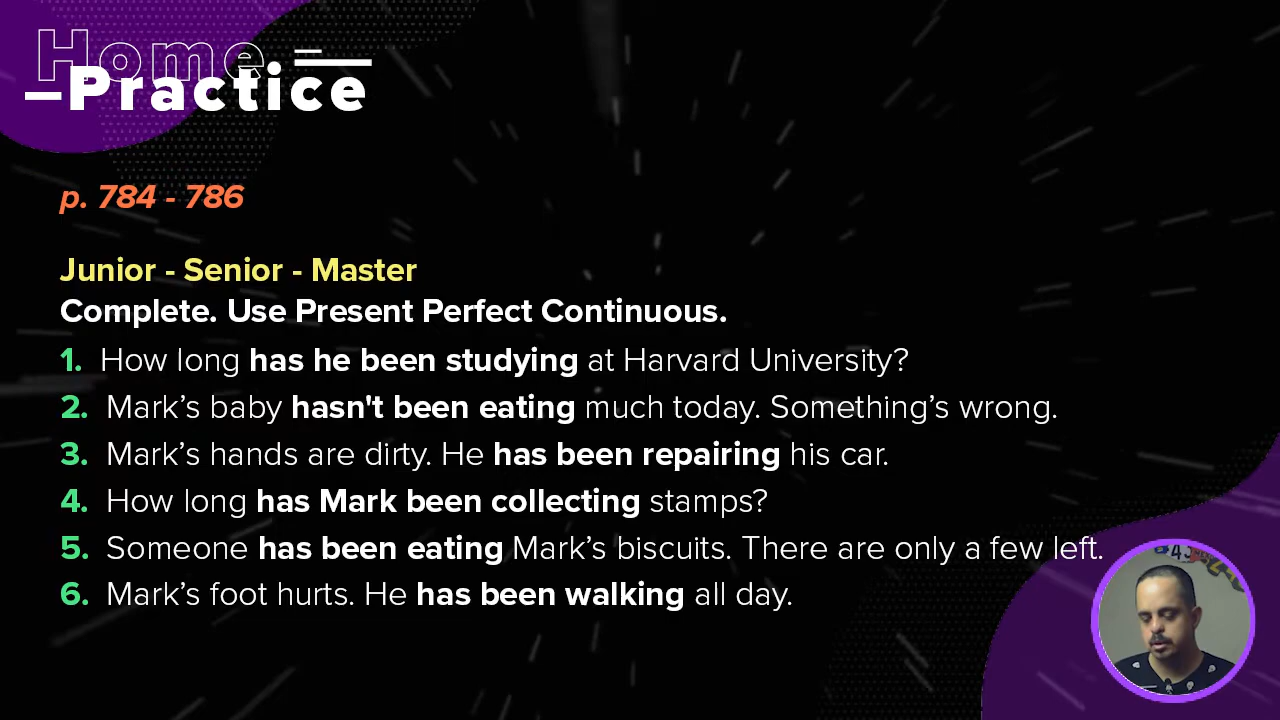 Home
Practice
p. 784 - 786
Junior - Senior - Master
Complete. Use Present Perfect Continuous.
1. How long has he been studying at Harvard University?
2. Mark’s baby hasn't been eating much today. Something’s wrong.
3. Mark’s hands are dirty. He has been repairing his car.
4. How long has Mark been collecting stamps?
5. Someone has been eating Mark’s biscuits. There are only a few left.
6. Mark’s foot hurts. He has been walking all day.